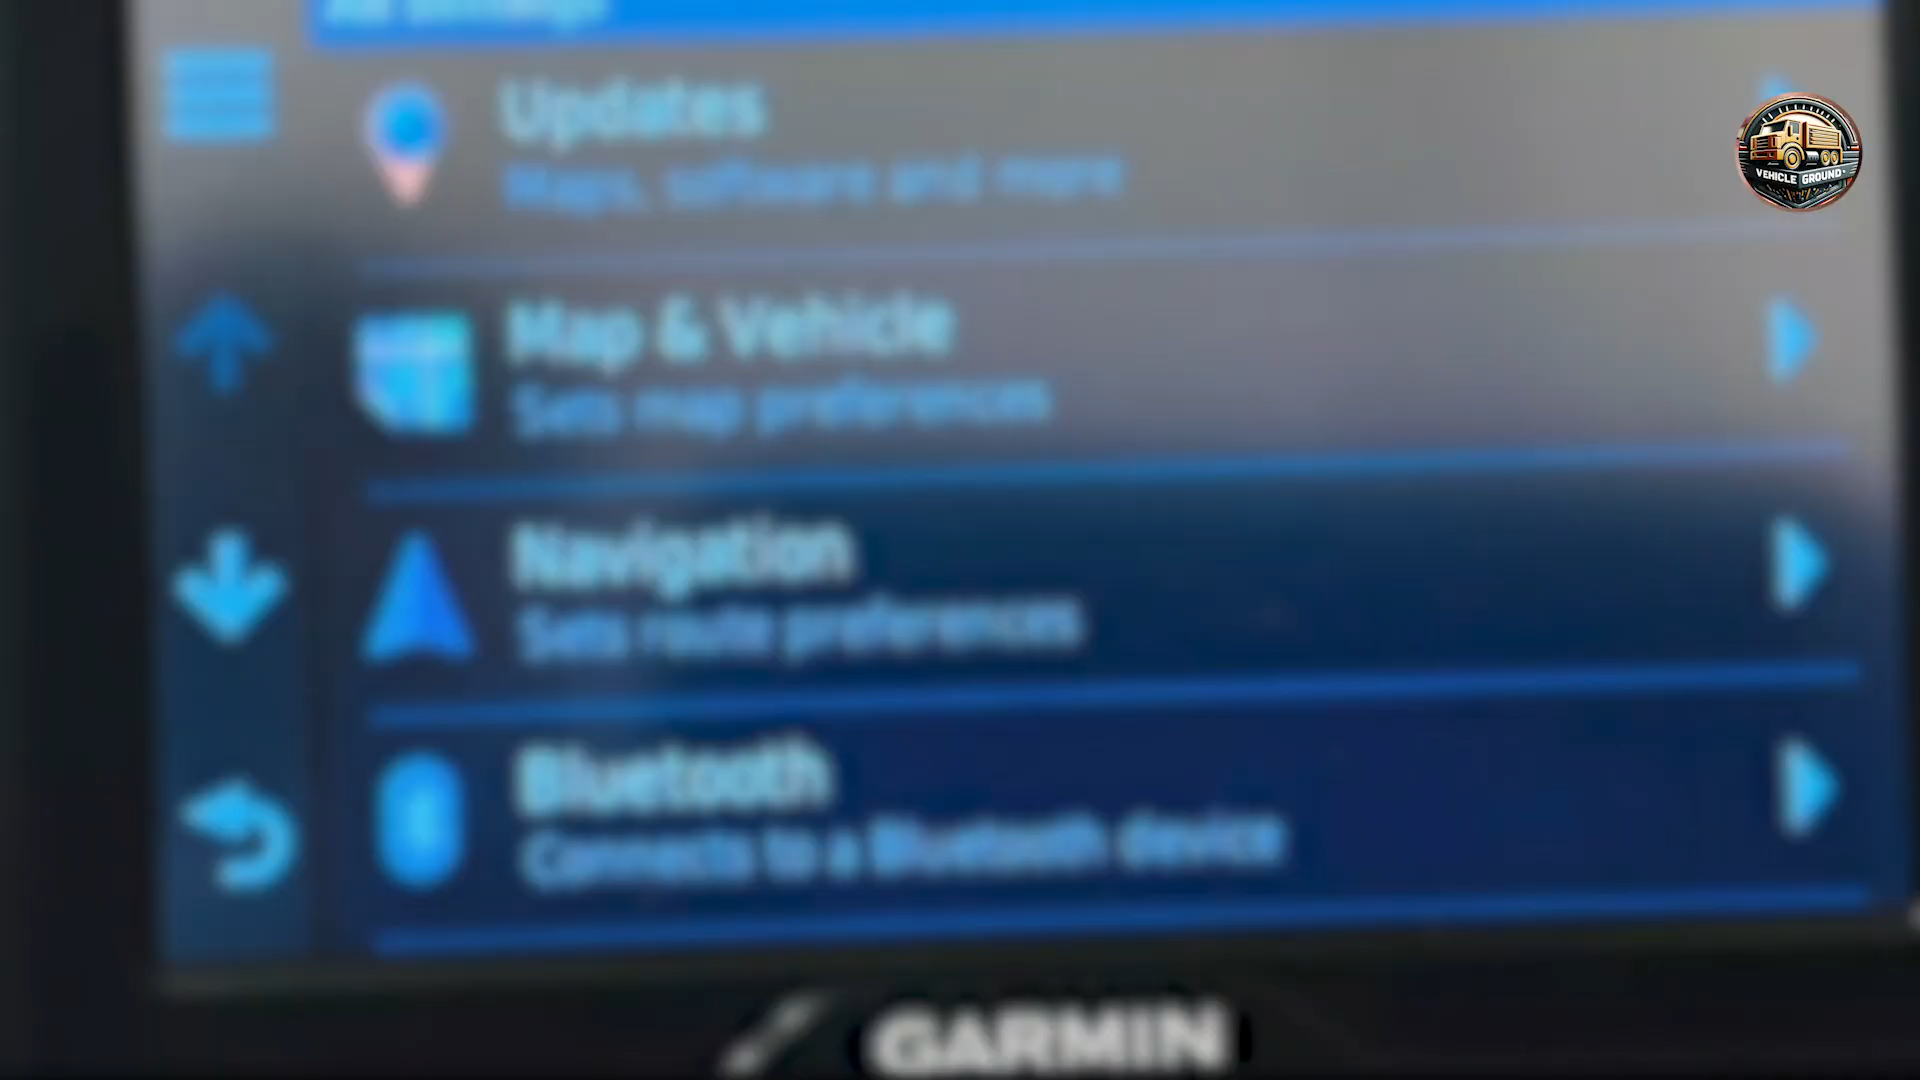 Updates
Maps, software and more
VEHICLE GROUND
Map & Vehicle
Sets map preferences
Navigation
Sets route preferences
Bluetooth
Connects to a Bluetooth device
GARMIN